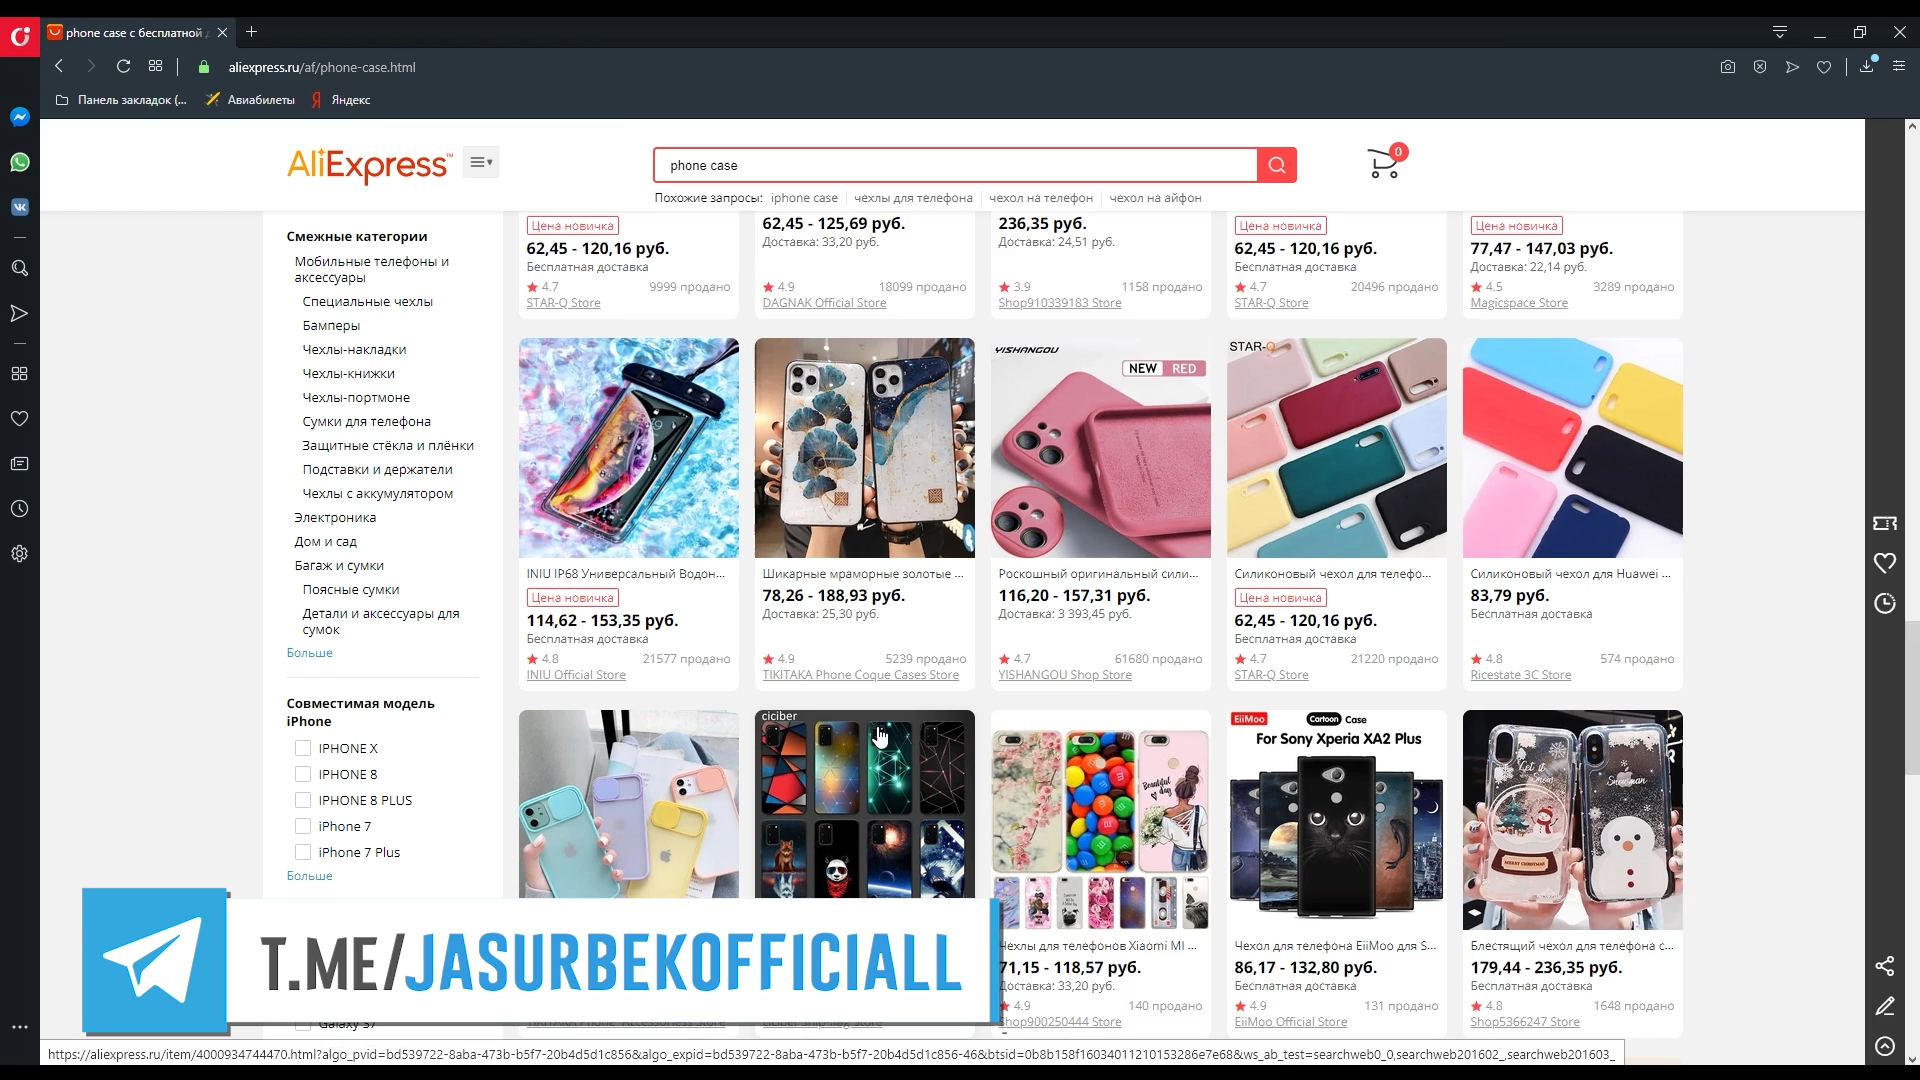 phone case с бесплатной
aliexpress.ru/af/phone-case.html
Панель закладок (...
Авиабилеты
Яндекс
AliExpress™
phone case
0
Похожие запросы: iphone case чехлы для телефона чехол на телефон чехол на айфон
Смежные категории
Мобильные телефоны и
аксессуары
Специальные чехлы
Бамперы
Чехлы-накладки
Чехлы-книжки
Чехлы-портмоне
Сумки для телефона
Защитные стёкла и плёнки
Подставки и держатели
Чехлы с аккумулятором
Электроника
Дом и сад
Багаж и сумки
Поясные сумки
Детали и аксессуары для
сумок
Больше
Совместимая модель
iPhone
IPHONE X
IPHONE 8
IPHONE 8 PLUS
iPhone 7
iPhone 7 Plus
Больше
Galaxy S7
Цена новичка
62,45 - 120,16 руб.
Бесплатная доставка
4.7 9999 продано
STAR-Q Store
62,45 - 125,69 руб.
Доставка: 33,20 руб.
4.9 18099 продано
DAGNAK Official Store
236,35 руб.
Доставка: 24,51 руб.
3.9 1158 продано
Shop910339183 Store
Цена новичка
62,45 - 120,16 руб.
Бесплатная доставка
4.7 20496 продано
STAR-Q Store
Цена новичка
77,47 - 147,03 руб.
Доставка: 22,14 руб.
4.5 3289 продано
Magicspace Store
INIU IP68 Универсальный Водон...
Цена новичка
114,62 - 153,35 руб.
Бесплатная доставка
4.8 21577 продано
INIU Official Store
Шикарные мраморные золотые ...
78,26 - 188,93 руб.
Доставка: 25,30 руб.
4.9 5239 продано
TIKITAKA Phone Coque Cases Store
YISHANGOU
NEW RED
Роскошный оригинальный сили...
116,20 - 157,31 руб.
Доставка: 3 393,45 руб.
4.7 61680 продано
YISHANGOU Shop Store
STAR-Q
Силиконовый чехол для телефо...
Цена новичка
62,45 - 120,16 руб.
Бесплатная доставка
4.7 21220 продано
STAR-Q Store
Силиконовый чехол для Huawei ...
83,79 руб.
Бесплатная доставка
4.8 574 продано
Ricestate 3C Store
ciciber
Beautiful
day
Чехлы для телефонов Xiaomi MI ...
71,15 - 118,57 руб.
Доставка: 33,20 руб.
4.9 140 продано
Shop900250444 Store
EiiMoo Cartoon Case
For Sony Xperia XA2 Plus
Чехол для телефона EiiMoo для S...
86,17 - 132,80 руб.
Бесплатная доставка
4.9 131 продано
EiiMoo Official Store
Let it
Snow
Snowman
MERRY CHRISTMAS
Блестящий чехол для телефона с...
179,44 - 236,35 руб.
Бесплатная доставка
4.8 1648 продано
Shop5366247 Store
T.ME/JASURBEKOFFICIALL
https://aliexpress.ru/item/4000934744470.html?algo_pvid=bd539722-8aba-473b-b5f7-20b4d5d1c856&algo_expid=bd539722-8aba-473b-b5f7-20b4d5d1c856-46&btsid=0b8b158f16034011210153286e7e68&ws_ab_test=searchweb0_0,searchweb201602_,searchweb201603_